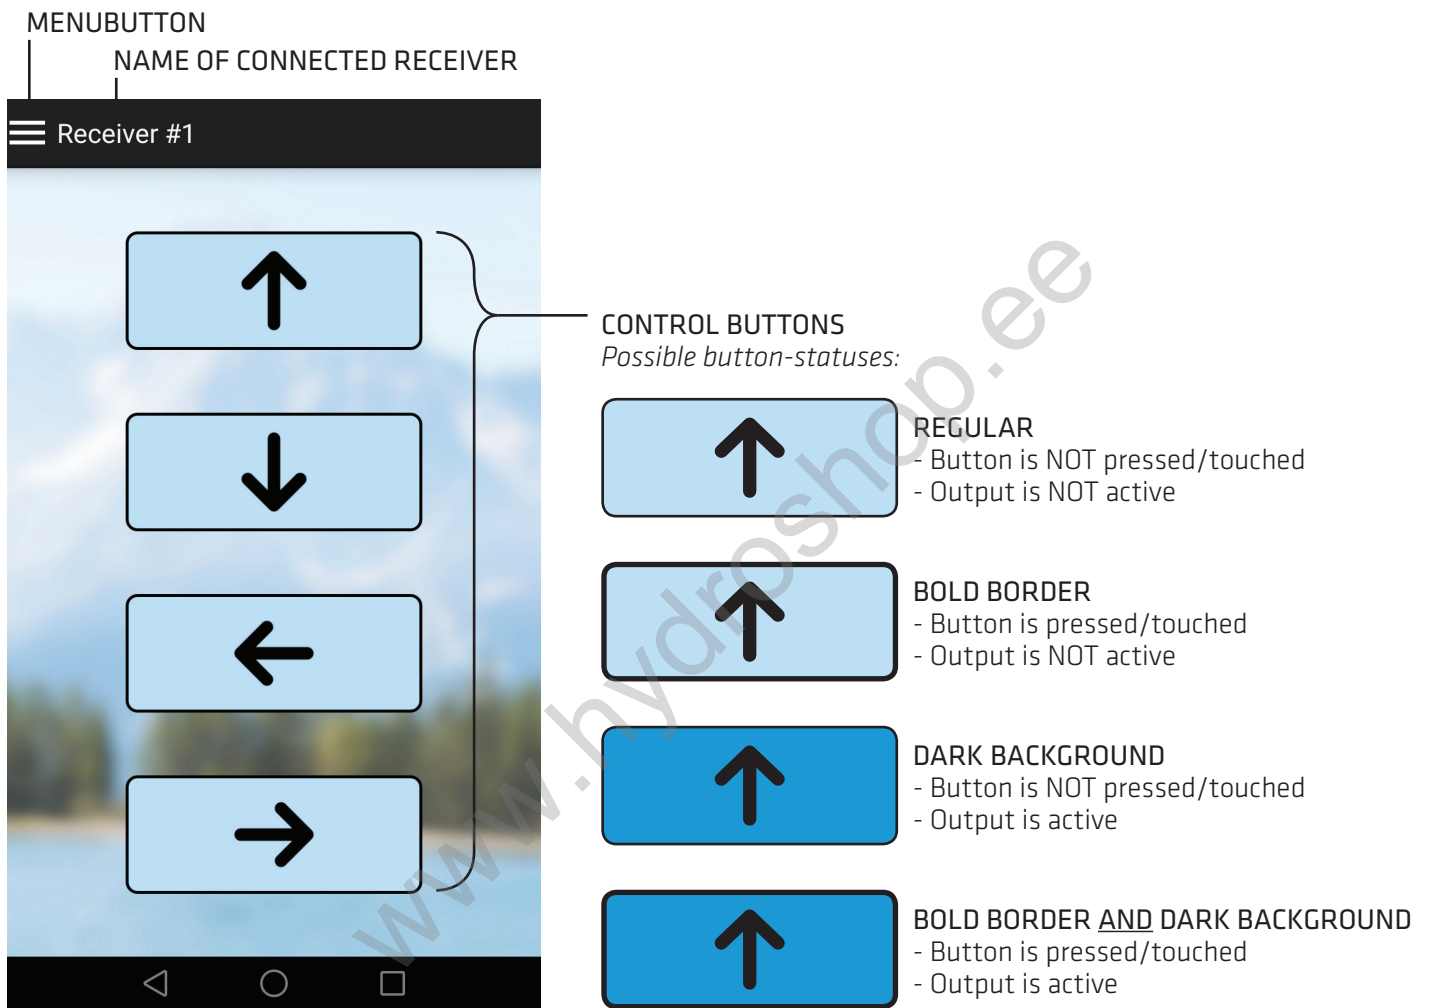 MENUBUTTON
NAME OF CONNECTED RECEIVER
Receiver #1
CONTROL BUTTONS
Possible button-statuses:
REGULAR
- Button is NOT pressed/touched
- Output is NOT active
BOLD BORDER
- Button is pressed/touched
- Output is NOT active
DARK BACKGROUND
- Button is NOT pressed/touched
- Output is active
BOLD BORDER AND DARK BACKGROUND
- Button is pressed/touched
- Output is active
www.hydroshop.ee